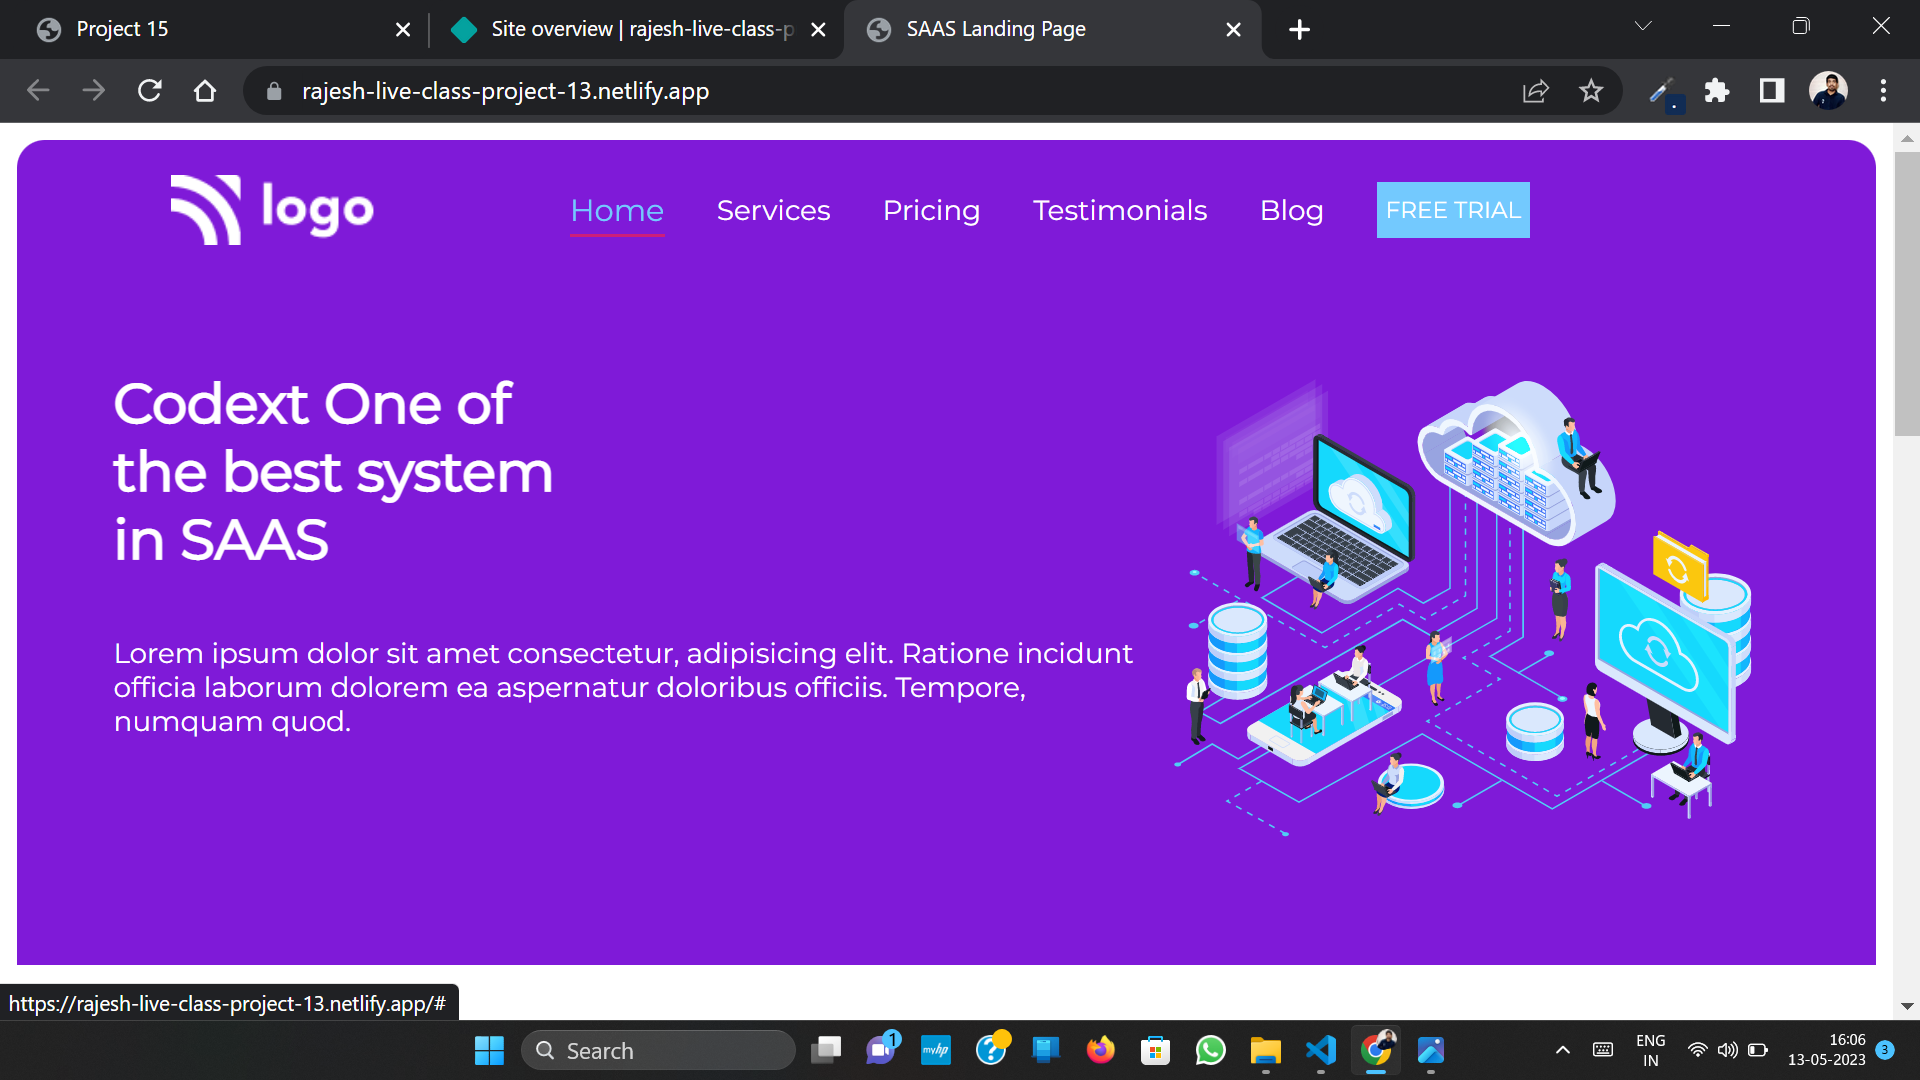 Project 15
Site overview | rajesh-live-class-p
SAAS Landing Page
rajesh-live-class-project-13.netlify.app
logo
Home
Services
Pricing
Testimonials
Blog
FREE TRIAL
Codext One of
the best system
in SAAS
Lorem ipsum dolor sit amet consectetur, adipisicing elit. Ratione incidunt
officia laborum dolorem ea aspernatur doloribus officiis. Tempore,
numquam quod.
https://rajesh-live-class-project-13.netlify.app/#
Search
1
myhp
ENG
IN
16:06
13-05-2023
3